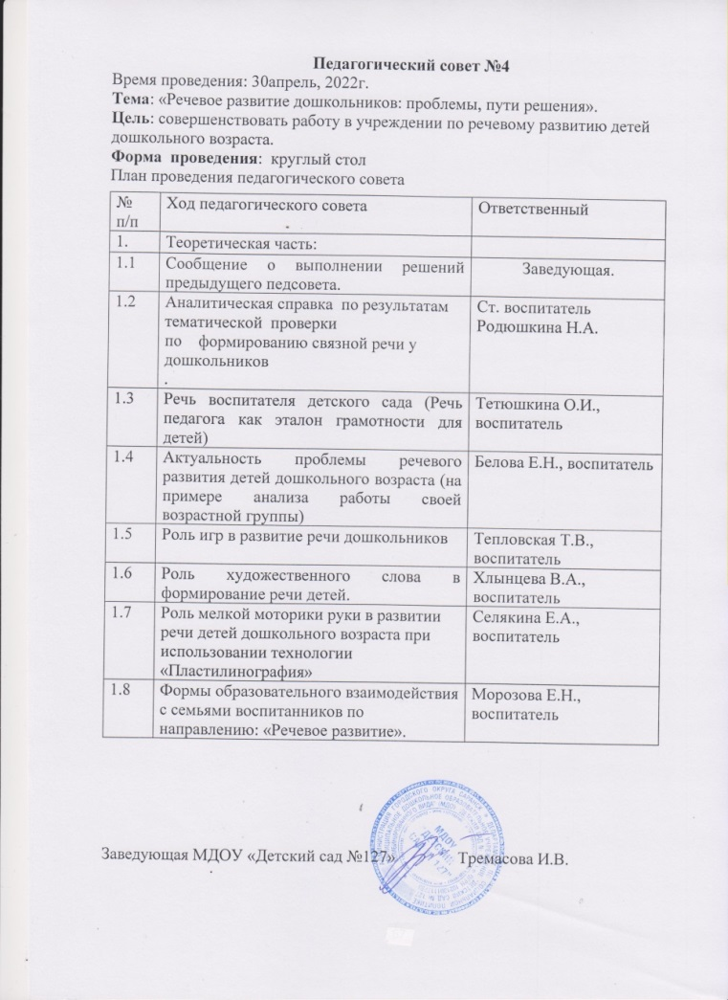 Педагогический совет №4
Время проведения: 30апрель, 2022г.
Тема: «Речевое развитие дошкольников: проблемы, пути решения».
Цель: совершенствовать работу в учреждении по речевому развитию детей
дошкольного возраста.
Форма проведения: круглый стол
План проведения педагогического совета
№
п/п
Ход педагогического совета
Ответственный
1.
Теоретическая часть:
1.1
Сообщение о выполнении решений
предыдущего педсовета.
Заведующая.
1.2
Аналитическая справка по результатам
тематической проверки
по формированию связной речи у
дошкольников
.
Ст. воспитатель
Родюшкина Н.А.
1.3
Речь воспитателя детского сада (Речь
педагога как эталон грамотности для
детей)
Тетюшкина О.И.,
воспитатель
1.4
Актуальность проблемы речевого
развития детей дошкольного возраста (на
примере анализа работы своей
возрастной группы)
Белова Е.Н., воспитатель
1.5
Роль игр в развитие речи дошкольников
Тепловская Т.В.,
воспитатель
1.6
Роль художественного слова в
формирование речи детей.
Хлынцева В.А.,
воспитатель
1.7
Роль мелкой моторики руки в развитии
речи детей дошкольного возраста при
использовании технологии
«Пластилинография»
Селякина Е.А.,
воспитатель
1.8
Формы образовательного взаимодействия
с семьями воспитанников по
направлению: «Речевое развитие».
Морозова Е.Н.,
воспитатель
Заведующая МДОУ «Детский сад №127» Тремасова И.В.
МДОУ